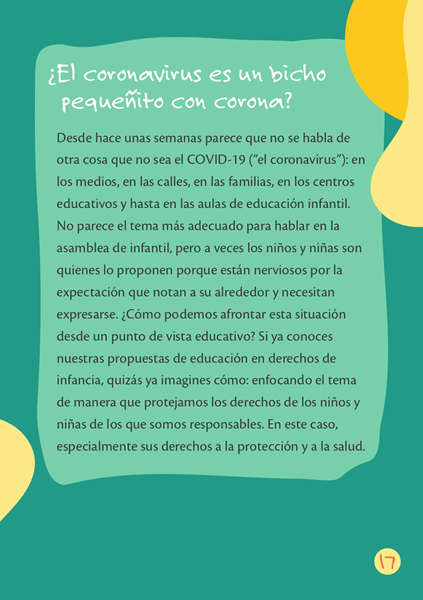 ¿El coronavirus es un bicho
pequeñito con corona?
Desde hace unas semanas parece que no se habla de
otra cosa que no sea el COVID-19 (“el coronavirus”): en
los medios, en las calles, en las familias, en los centros
educativos y hasta en las aulas de educación infantil.
No parece el tema más adecuado para hablar en la
asamblea de infantil, pero a veces los niños y niñas son
quienes lo proponen porque están nerviosos por la
expectación que notan a su alrededor y necesitan
expresarse. ¿Cómo podemos afrontar esta situación
desde un punto de vista educativo? Si ya conoces
nuestras propuestas de educación en derechos de
infancia, quizás ya imagines cómo: enfocando el tema
de manera que protejamos los derechos de los niños y
niñas de los que somos responsables. En este caso,
especialmente sus derechos a la protección y a la salud.
17